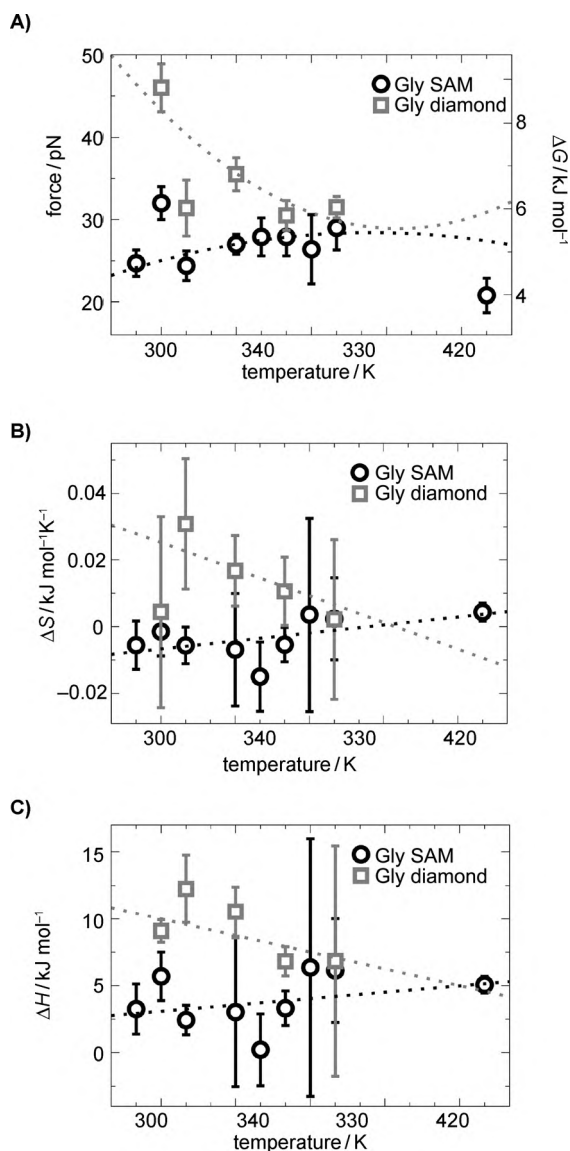 A)
50
40
30
20
force / pN
Gly SAM
Gly diamond
8
6
4
ΔG / kJ mol⁻¹
300
340
330
420
temperature / K
B)
0.04
0.02
0
–0.02
ΔS / kJ mol⁻¹K⁻¹
Gly SAM
Gly diamond
300
340
330
420
temperature / K
C)
15
10
5
0
ΔH / kJ mol⁻¹
Gly SAM
Gly diamond
300
340
330
420
temperature / K